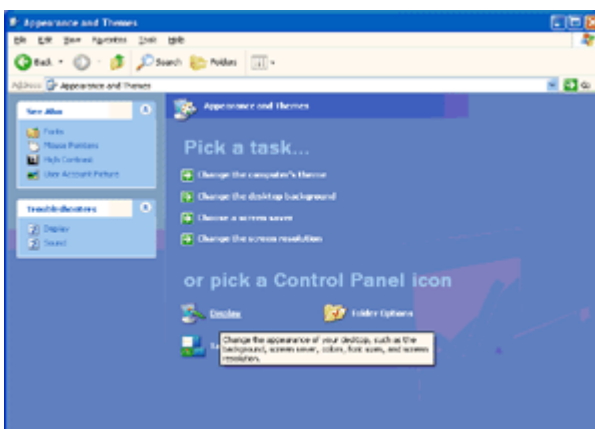 Appearance and Themes
File Edit View Favorites Tools Help
Back Search Folders
Address Appearance and Themes Go
See Also
Fonts
Mouse Pointers
High Contrast
User Account Picture
Troubleshooters
Display
Sound
Appearance and Themes
Pick a task...
Change the computer's theme
Change the desktop background
Choose a screen saver
Change the screen resolution
or pick a Control Panel icon
Display Folder Options
Change the appearance of your desktop, such as the
background, screen saver, colors, font sizes, and screen
resolution.